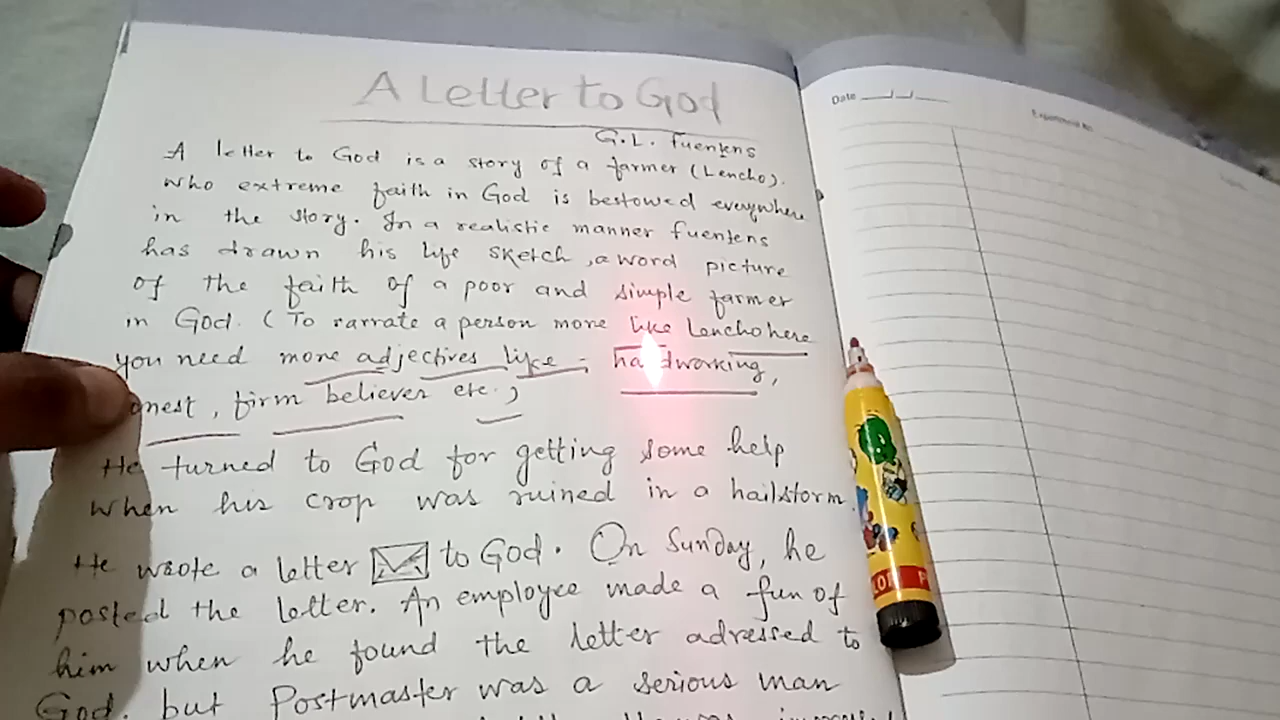 A Letter to God
G.L. Fuentens
A letter to God is a story of a farmer (Lencho).
who extreme faith in God is bestowed everywhere
in the story. In a realistic manner Fuentens
has drawn his life sketch, a word picture
of the faith of a poor and simple farmer
in God. (To narrate a person more like Lencho here
you need more adjectives like - hardworking,
onest, firm believer etc.)
He turned to God for getting some help
when his crop was ruined in a hailstorm.
He wrote a letter to God. On Sunday, he
posted the letter. An employee made a fun of
him when he found the letter adressed to
God. but Postmaster was a serious man
Date
Experiment No.